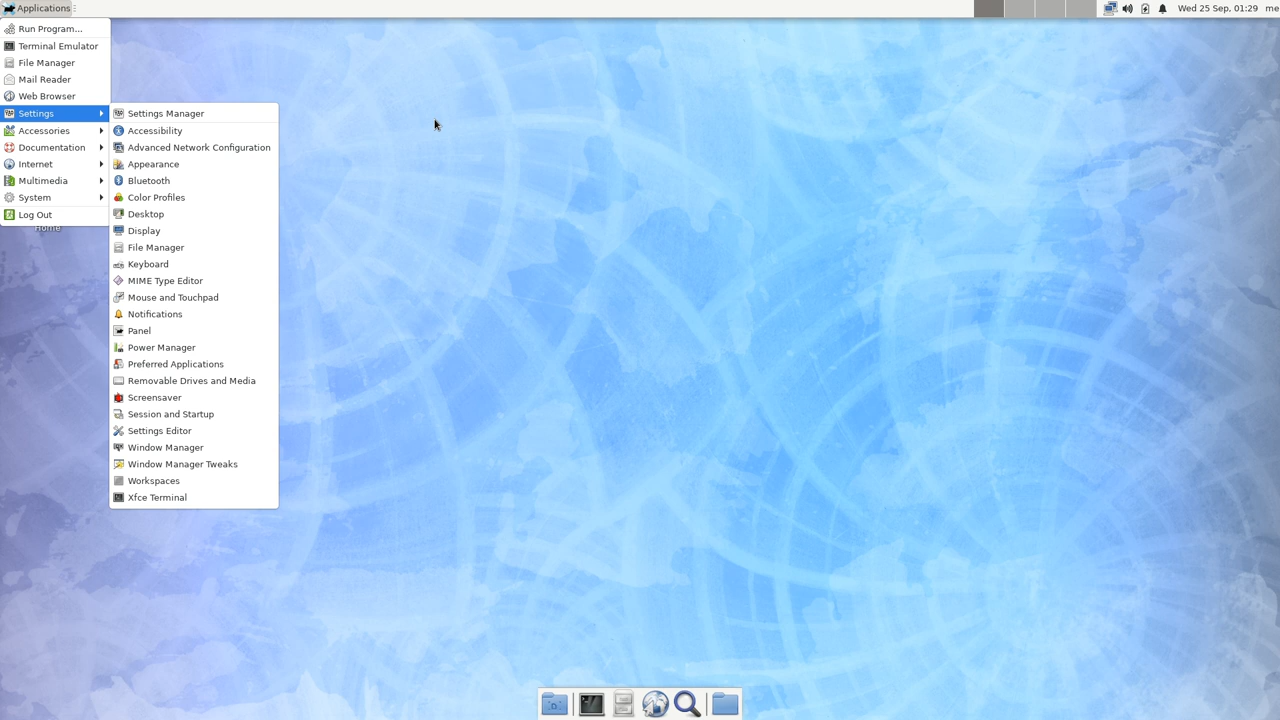 Applications
Wed 25 Sep, 01:29
me
Run Program...
Terminal Emulator
File Manager
Mail Reader
Web Browser
Settings
Accessories
Documentation
Internet
Multimedia
System
Log Out
Home
Settings Manager
Accessibility
Advanced Network Configuration
Appearance
Bluetooth
Color Profiles
Desktop
Display
File Manager
Keyboard
MIME Type Editor
Mouse and Touchpad
Notifications
Panel
Power Manager
Preferred Applications
Removable Drives and Media
Screensaver
Session and Startup
Settings Editor
Window Manager
Window Manager Tweaks
Workspaces
Xfce Terminal